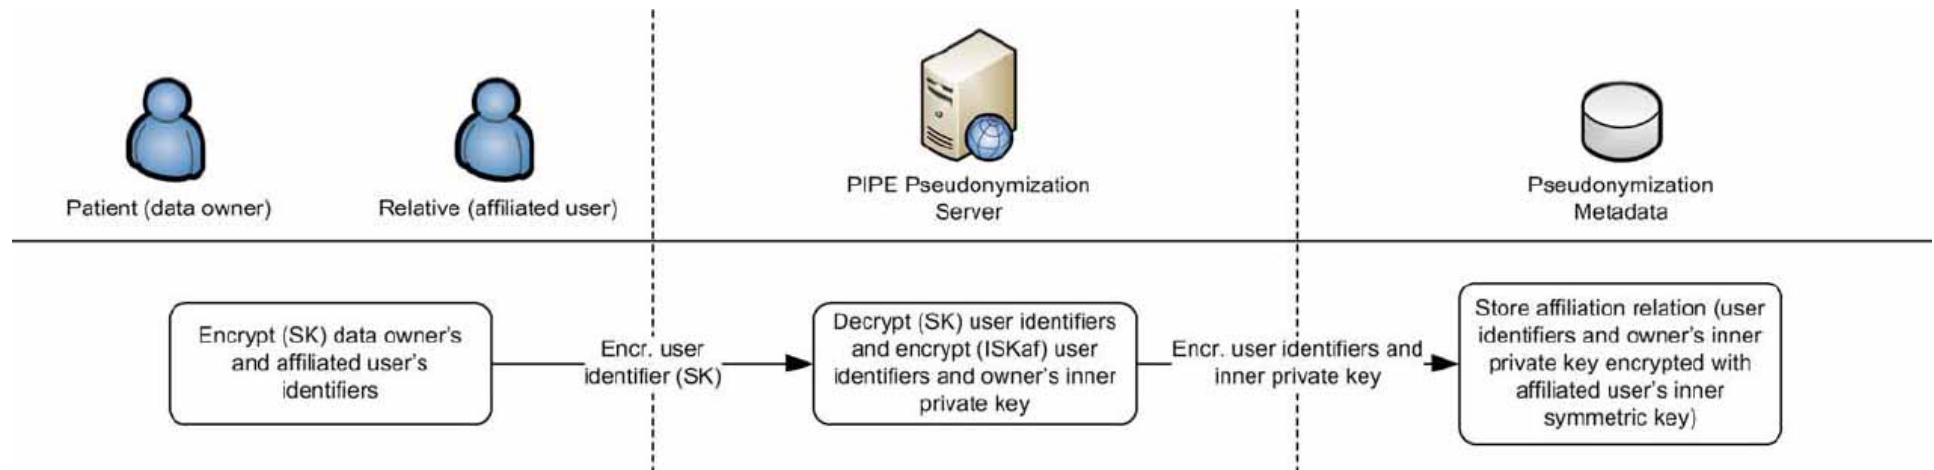 Patient (data owner)
Relative (affiliated user)
PIPE Pseudonymization
Server
Pseudonymization
Metadata
Encrypt (SK) data owner's
and affiliated user's
identifiers
Encr. user
identifier (SK)
Decrypt (SK) user identifiers
and encrypt (ISKaf) user
identifiers and owner's inner
private key
Encr. user identifiers and
inner private key
Store affiliation relation (user
identifiers and owner's inner
private key encrypted with
affiliated user's inner
symmetric key)